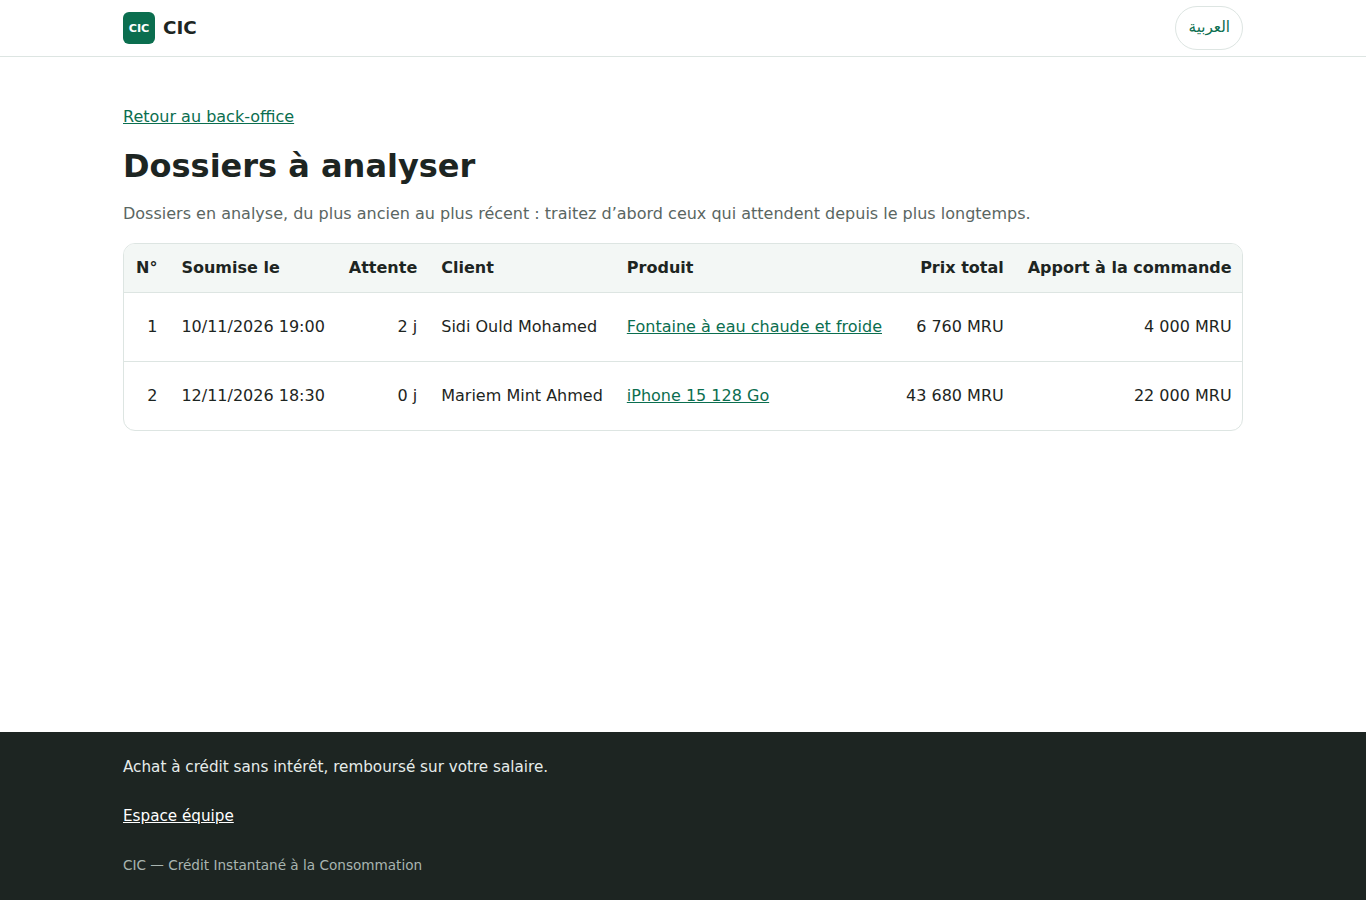 CIC CIC العربية
Retour au back-office
Dossiers à analyser
Dossiers en analyse, du plus ancien au plus récent : traitez d’abord ceux qui attendent depuis le plus longtemps.
N° Soumise le Attente Client Produit Prix total Apport à la commande
1 10/11/2026 19:00 2 j Sidi Ould Mohamed Fontaine à eau chaude et froide 6 760 MRU 4 000 MRU
2 12/11/2026 18:30 0 j Mariem Mint Ahmed iPhone 15 128 Go 43 680 MRU 22 000 MRU
Achat à crédit sans intérêt, remboursé sur votre salaire.
Espace équipe
CIC — Crédit Instantané à la Consommation